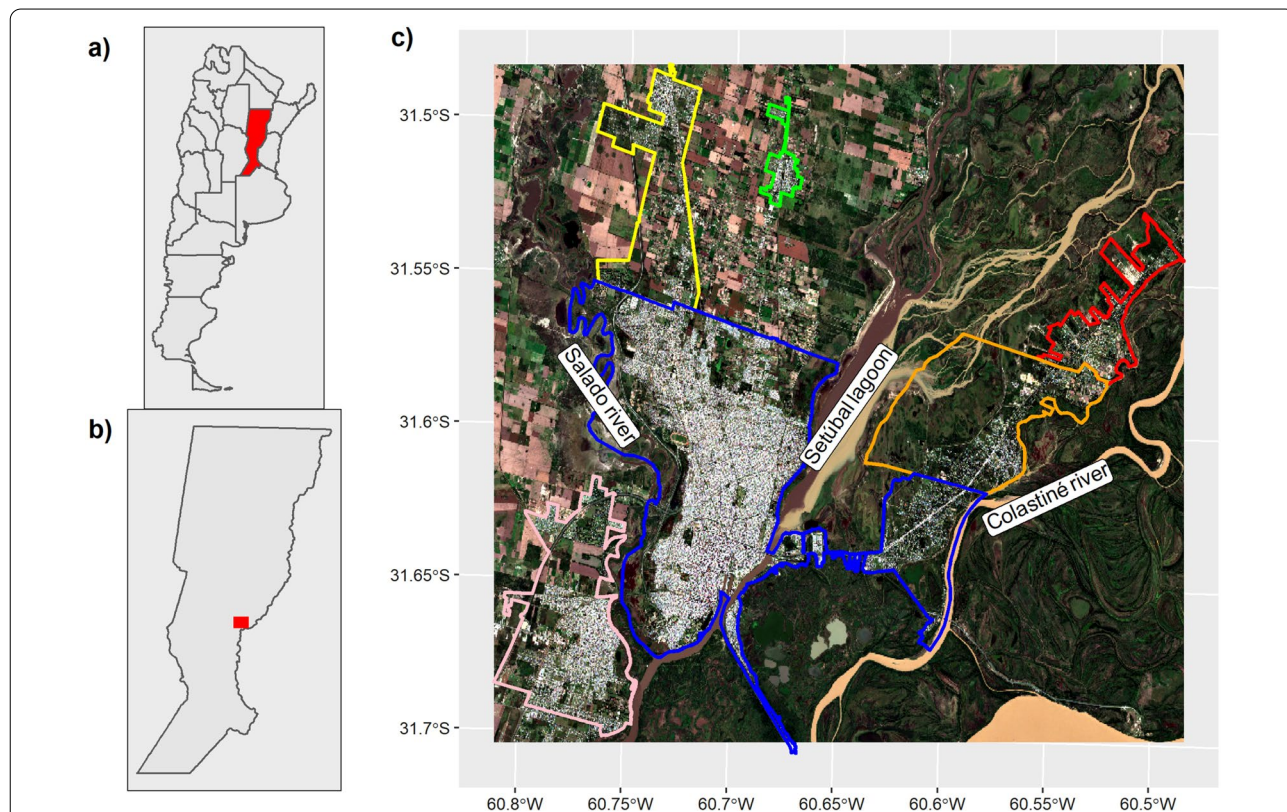 a)
b)
c)
31.5°S
31.55°S
31.6°S
31.65°S
31.7°S
Salado river
Setúbal lagoon
Colastiné river
60.8°W
60.75°W
60.7°W
60.65°W
60.6°W
60.55°W
60.5°W